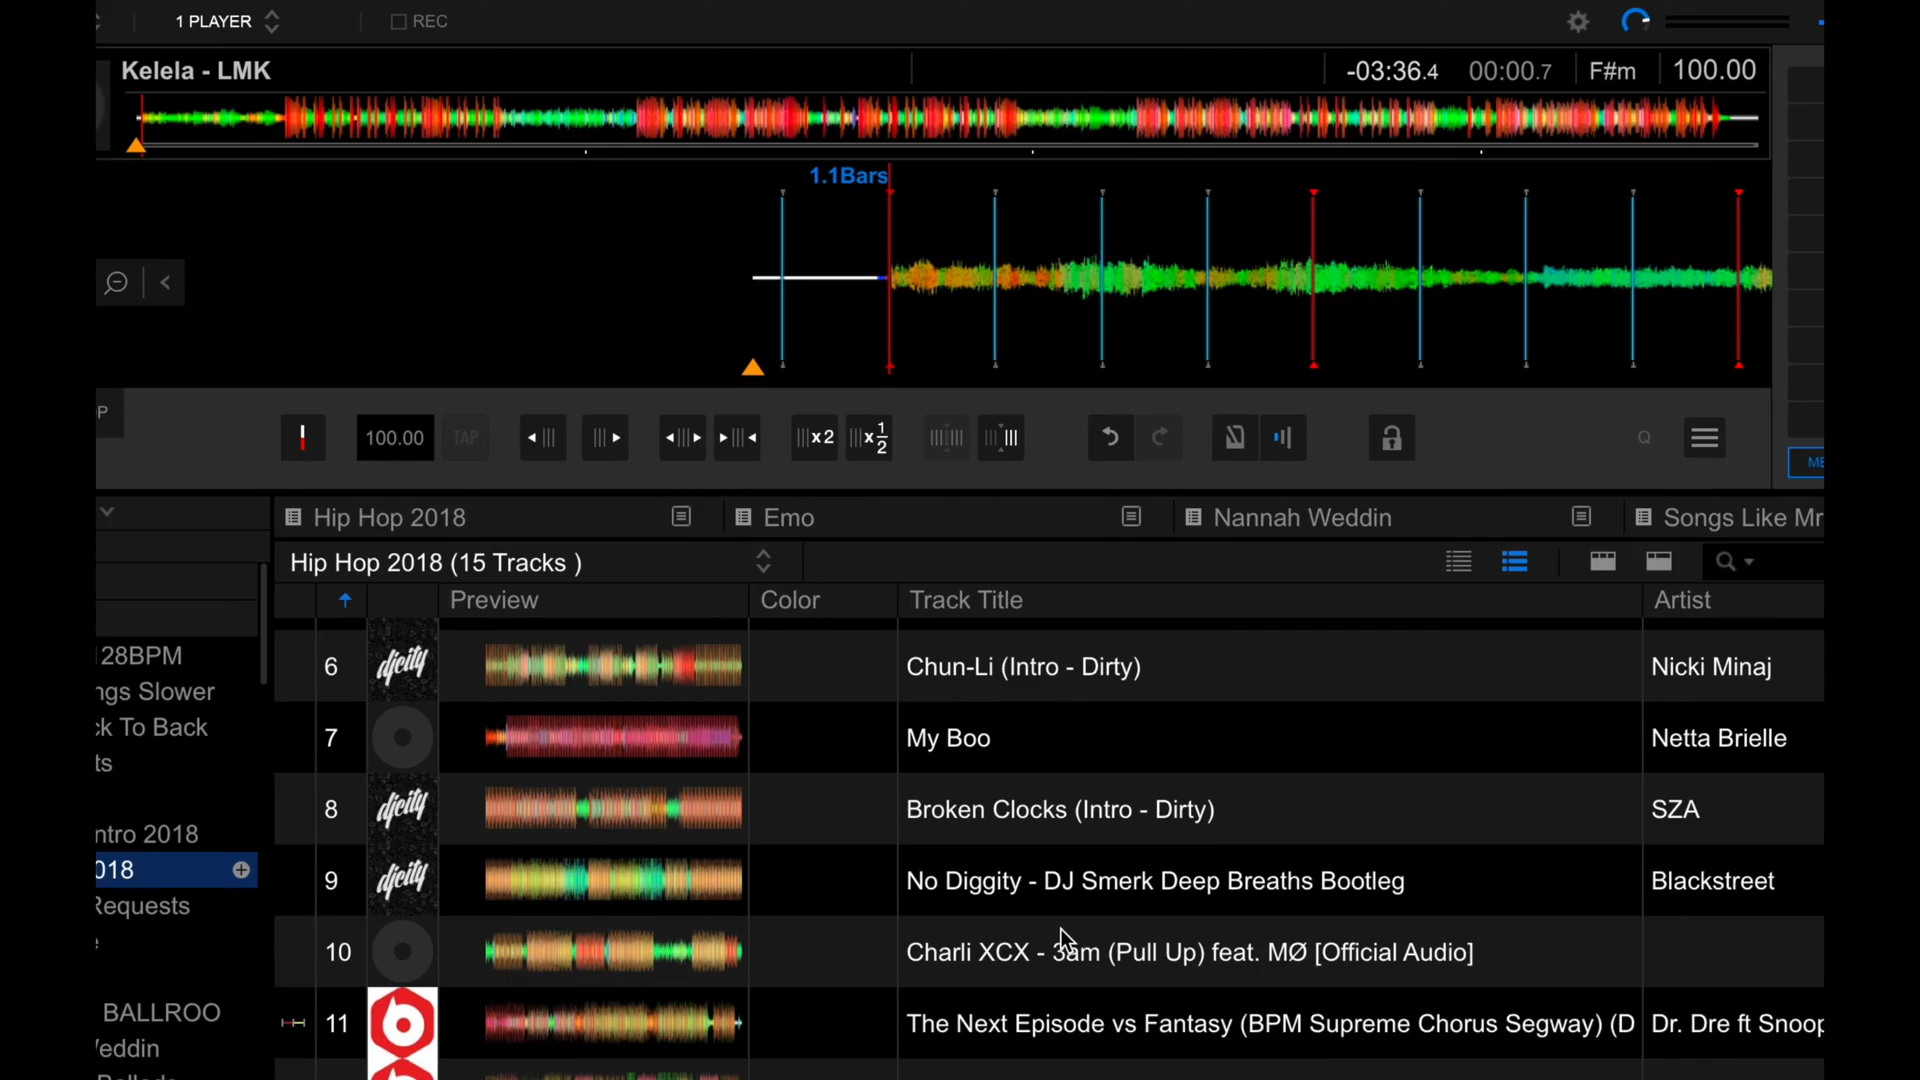 1 PLAYER
REC
Kelela - LMK
-03:36.4
00:00.7
F#m
100.00
1.1Bars
100.00
TAP
x2
x1/2
Q
Hip Hop 2018
Emo
Nannah Weddin
Songs Like Mr
Hip Hop 2018 (15 Tracks )
Preview
Color
Track Title
Artist
28BPM
ngs Slower
ck To Back
ts
ntro 2018
018
Requests
BALLROO
eddin
6
djcity
Chun-Li (Intro - Dirty)
Nicki Minaj
7
My Boo
Netta Brielle
8
djcity
Broken Clocks (Intro - Dirty)
SZA
9
djcity
No Diggity - DJ Smerk Deep Breaths Bootleg
Blackstreet
10
Charli XCX - 3am (Pull Up) feat. MØ [Official Audio]
11
The Next Episode vs Fantasy (BPM Supreme Chorus Segway) (D
Dr. Dre ft Snoop